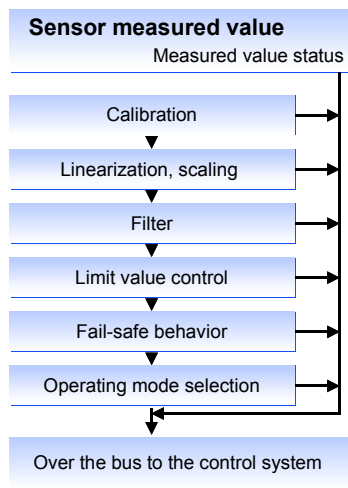 Sensor measured value
Measured value status
Calibration
Linearization, scaling
Filter
Limit value control
Fail-safe behavior
Operating mode selection
Over the bus to the control system